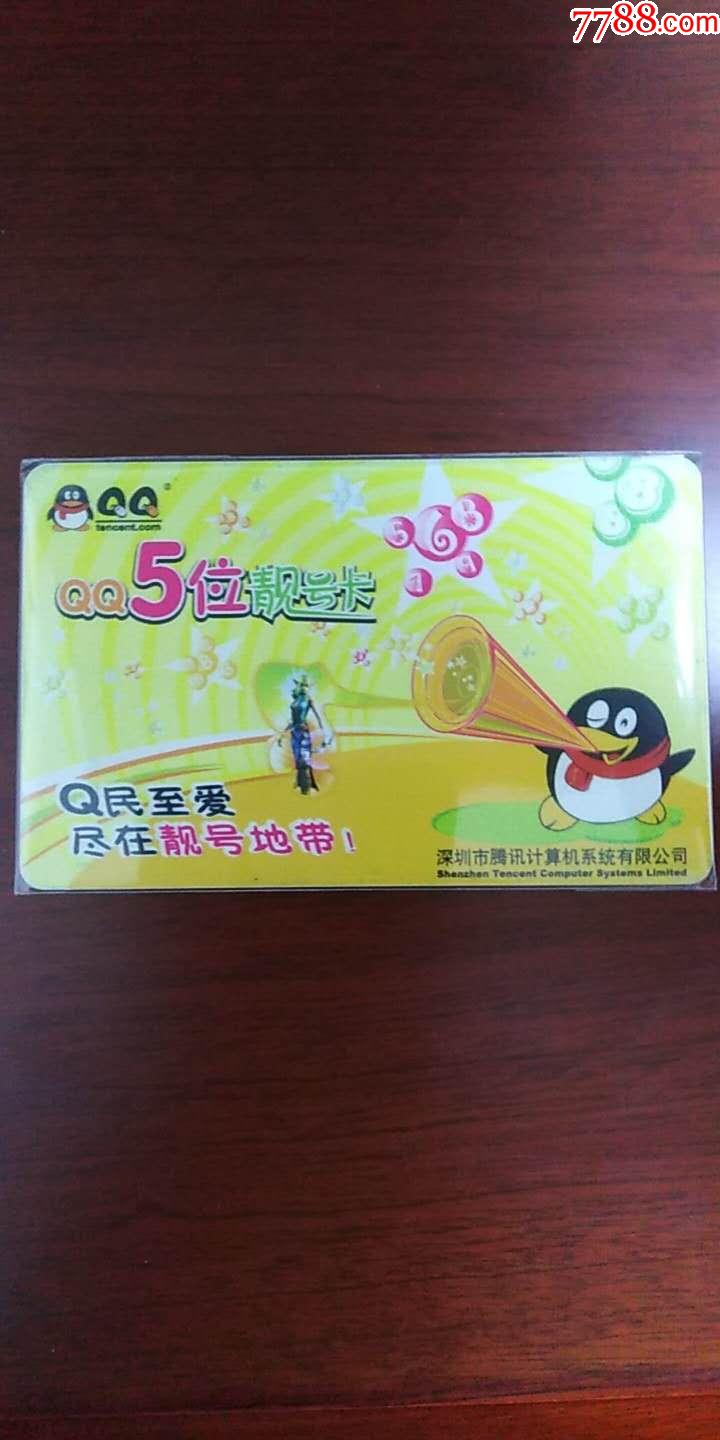 7788.com
QQ®
tencent.com
QQ5位靓号卡
Q民至爱
尽在靓号地带！
深圳市腾讯计算机系统有限公司
Shenzhen Tencent Computer Systems Limited